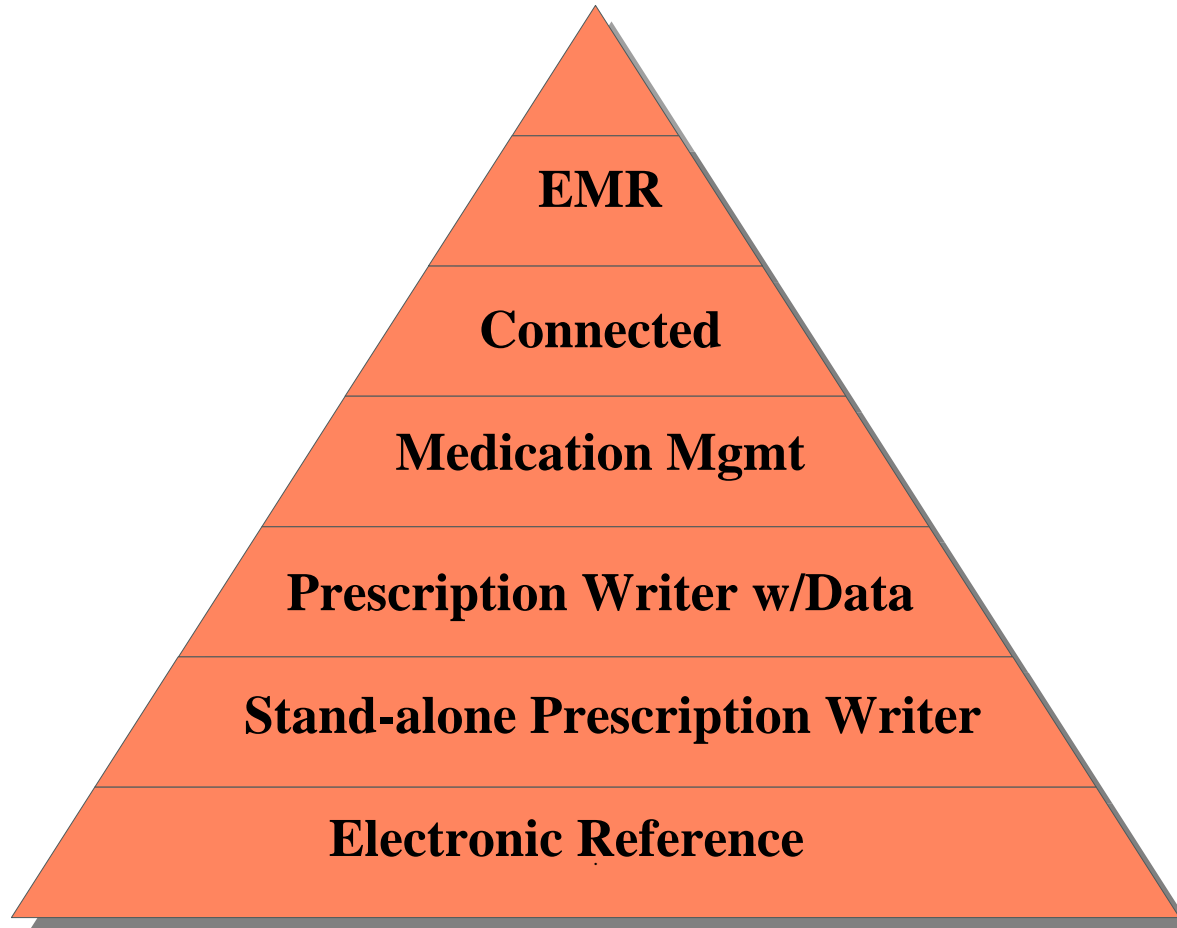 EMR
Connected
Medication Mgmt
Prescription Writer w/Data
Stand-alone Prescription Writer
Electronic Reference
.